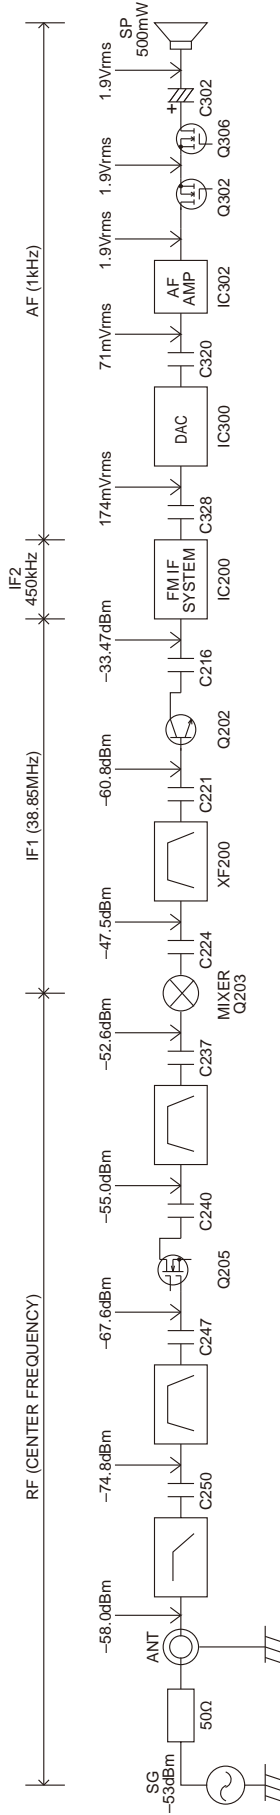 RF (CENTER FREQUENCY)
IF1 (38.85MHz)
IF2
450kHz
AF (1kHz)
–58.0dBm
–74.8dBm
–67.6dBm
–55.0dBm
–52.6dBm
–47.5dBm
–60.8dBm
–33.47dBm
174mVrms
71mVrms
1.9Vrms
1.9Vrms
1.9Vrms
SP
500mW
SG
–53dBm
ANT
FM IF
SYSTEM
DAC
AF
AMP
+
50Ω
C250
C247
Q205
C240
C237
MIXER
Q203
C224
XF200
C221
Q202
C216
IC200
C328
IC300
C320
IC302
Q302
Q306
C302